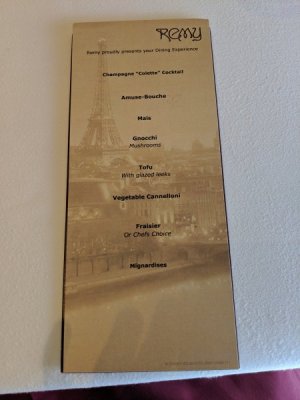 Remy
Remy proudly presents your Dining Experience
Champagne "Colette" Cocktail
Amuse-Bouche
Maïs
Gnocchi
Mushrooms
Tofu
With glazed leeks
Vegetable Cannelloni
Fraisier
Or Chefs Choice
Mignardises